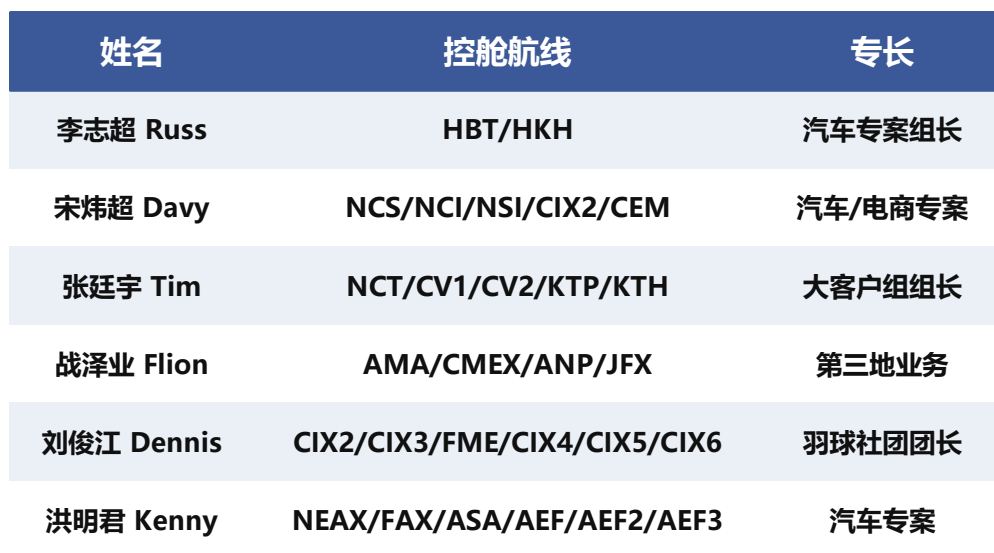 姓名 控舱航线 专长
李志超 Russ HBT/HKH 汽车专案组长
宋炜超 Davy NCS/NCI/NSI/CIX2/CEM 汽车/电商专案
张廷宇 Tim NCT/CV1/CV2/KTP/KTH 大客户组组长
战泽业 Flion AMA/CMEX/ANP/JFX 第三地业务
刘俊江 Dennis CIX2/CIX3/FME/CIX4/CIX5/CIX6 羽球社团团长
洪明君 Kenny NEAX/FAX/ASA/AEF/AEF2/AEF3 汽车专案